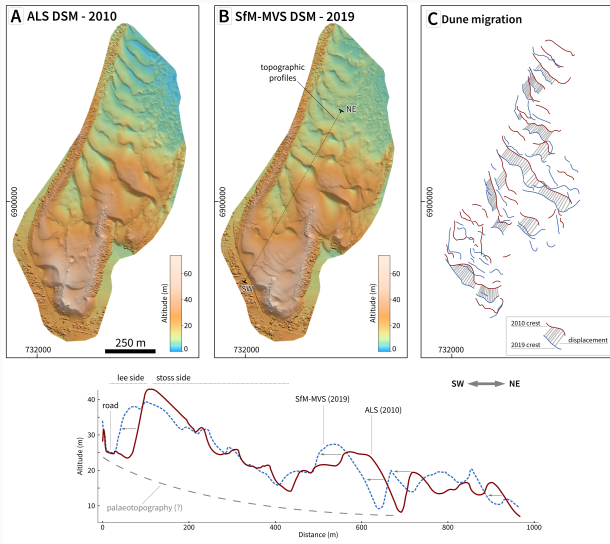 A ALS DSM - 2010
6900000
Altitude (m)
60
40
20
0
250 m
732000
B SfM-MVS DSM - 2019
topographic
profiles
NE
SW
6900000
Altitude (m)
60
40
20
0
732000
C Dune migration
6900000
2010 crest
displacement
2019 crest
732000
SW NE
lee side stoss side
road
SfM-MVS (2019)
ALS (2010)
palaeotopography (?)
Altitude (m)
40
30
20
10
0 200 400 600 800 1000
Distance (m)